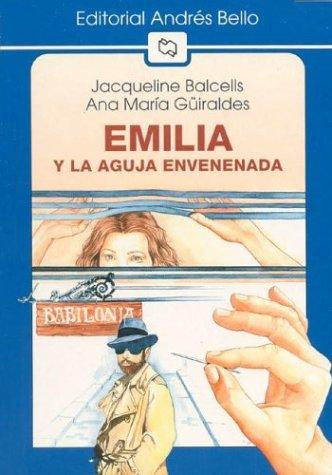 Editorial Andrés Bello
Jacqueline Balcells
Ana María Güiraldes
EMILIA
Y LA AGUJA ENVENENADA
BABILONIA